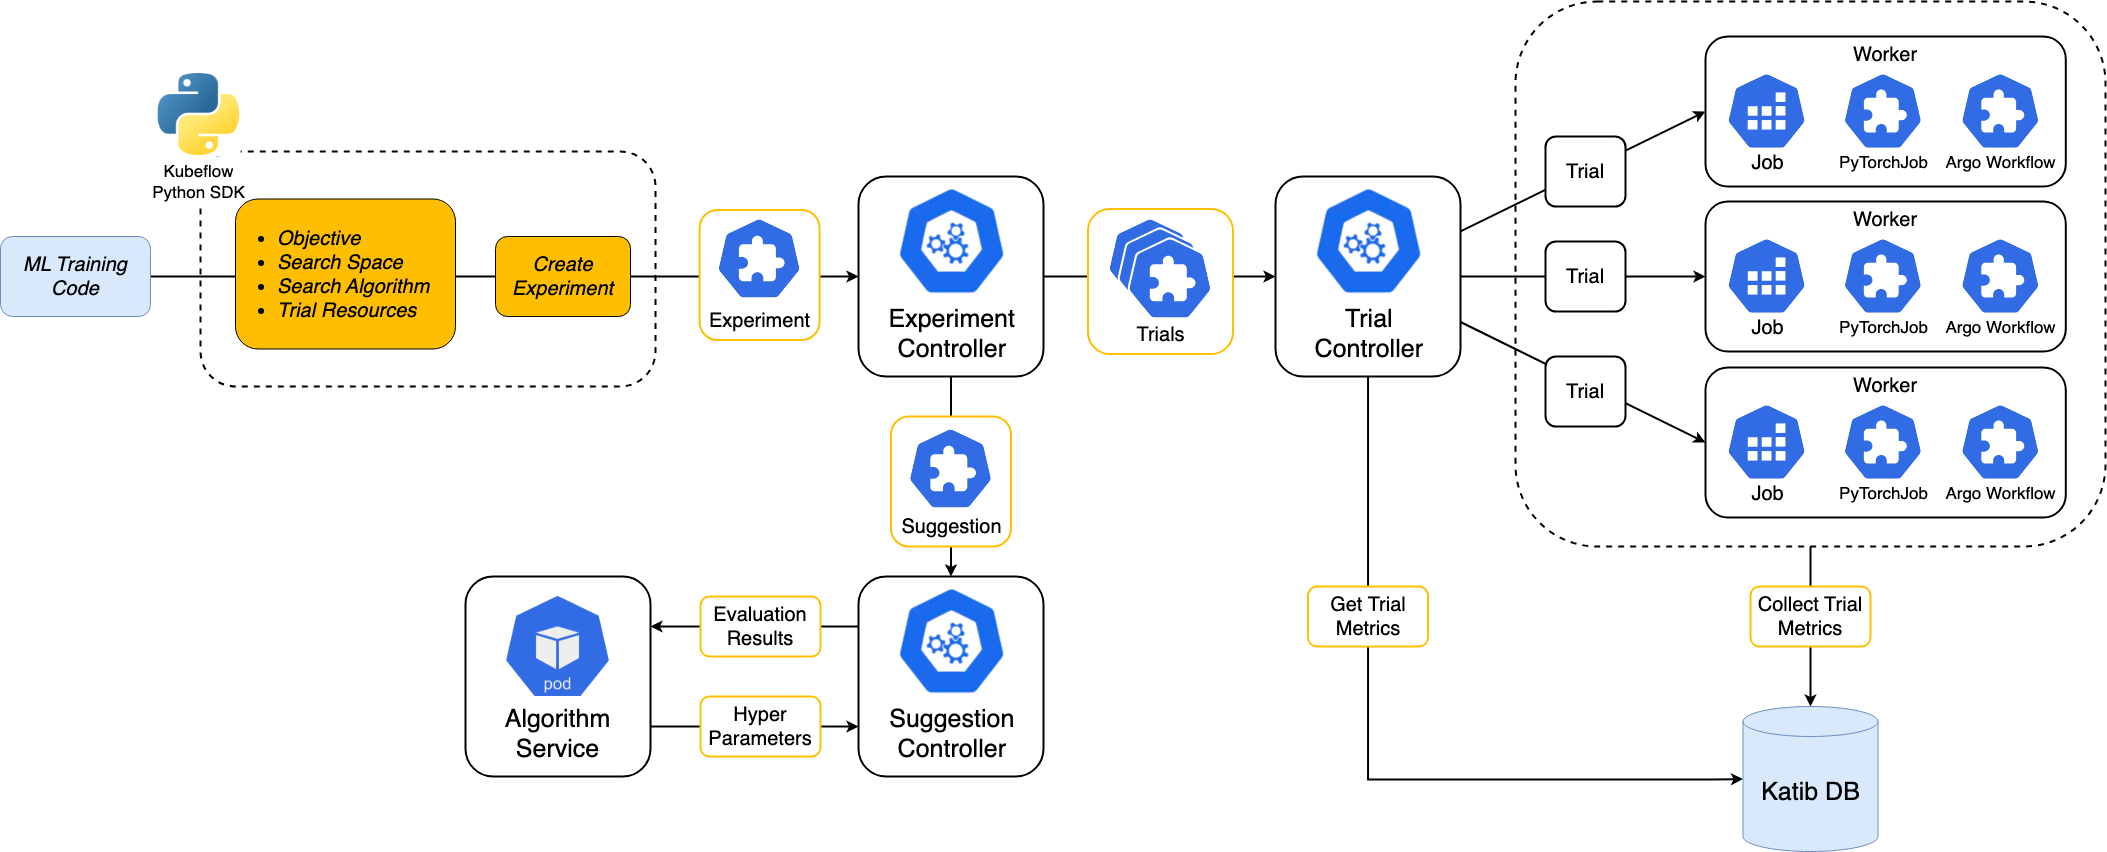 Kubeflow
Python SDK
ML Training
Code
Objective
Search Space
Search Algorithm
Trial Resources
Create
Experiment
Experiment
Experiment
Controller
Trials
Trial
Controller
Trial
Trial
Trial
Worker
Job
PyTorchJob
Argo Workflow
Worker
Job
PyTorchJob
Argo Workflow
Worker
Job
PyTorchJob
Argo Workflow
Suggestion
pod
Algorithm
Service
Evaluation
Results
Hyper
Parameters
Suggestion
Controller
Get Trial
Metrics
Collect Trial
Metrics
Katib DB